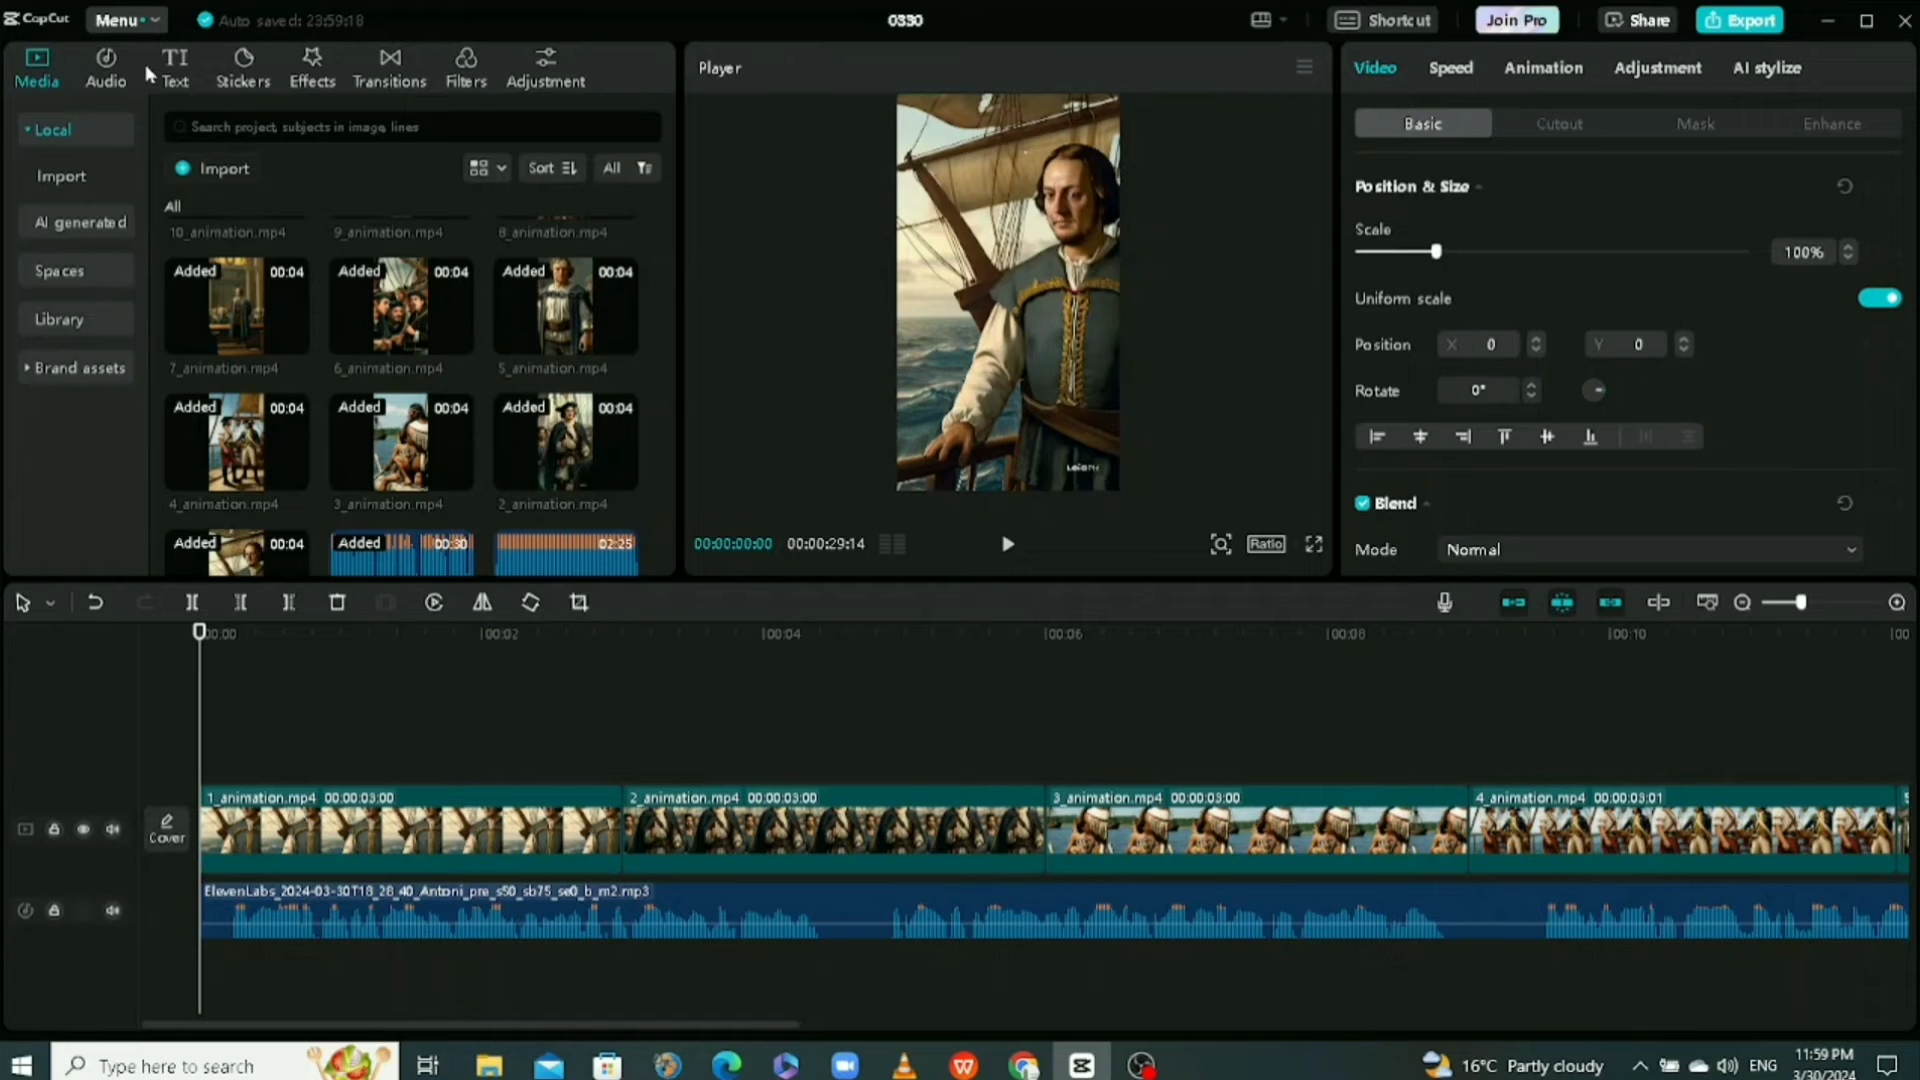 CapCut
Menu
Auto saved: 23:59:18
0330
Shortcut
Join Pro
Share
Export
Media
Audio
Text
Stickers
Effects
Transitions
Filters
Adjustment
Local
Import
AI generated
Spaces
Library
Brand assets
Search project, subjects in image, lines
Import
Sort
All
All
10_animation.mp4
9_animation.mp4
8_animation.mp4
Added 00:04
Added 00:04
Added 00:04
7_animation.mp4
6_animation.mp4
5_animation.mp4
Added 00:04
Added 00:04
Added 00:04
4_animation.mp4
3_animation.mp4
2_animation.mp4
Added 00:04
Added 00:30
02:25
Player
00:00:00:00 00:00:29:14
Ratio
Video
Speed
Animation
Adjustment
AI stylize
Basic
Cutout
Mask
Enhance
Position & Size
Scale
100%
Uniform scale
Position X 0 Y 0
Rotate 0°
Blend
Mode Normal
00:00
00:02
00:04
00:06
00:08
00:10
Cover
1_animation.mp4 00:00:03:00
2_animation.mp4 00:00:03:00
3_animation.mp4 00:00:03:00
4_animation.mp4 00:00:03:01
ElevenLabs_2024-03-30T18_28_40_Antoni_pre_s50_sb75_se0_b_m2.mp3
Type here to search
16°C Partly cloudy
ENG
11:59 PM
3/30/2024